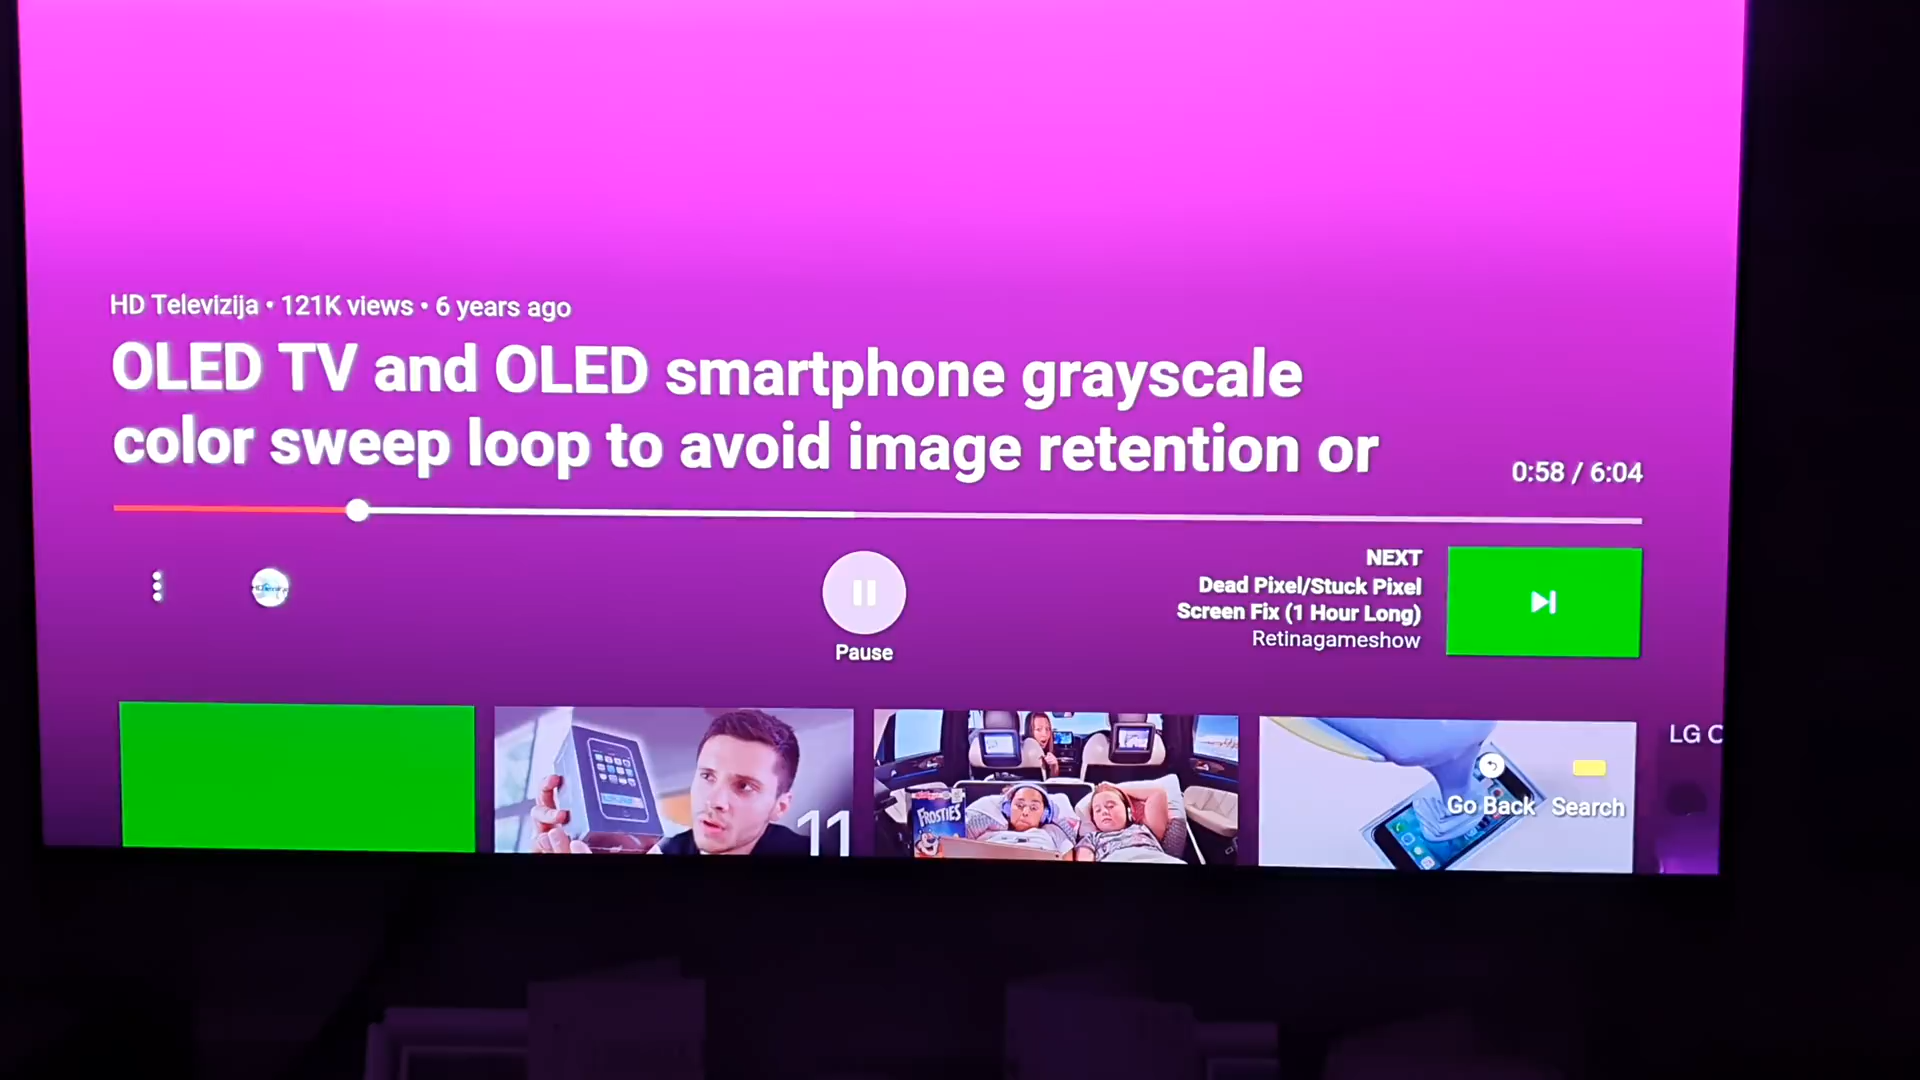 HD Televizija • 121K views • 6 years ago
OLED TV and OLED smartphone grayscale
color sweep loop to avoid image retention or
0:58 / 6:04
NEXT
Dead Pixel/Stuck Pixel
Screen Fix (1 Hour Long)
Retinagameshow
Pause
11
FROSTIES
Go Back Search
LG C